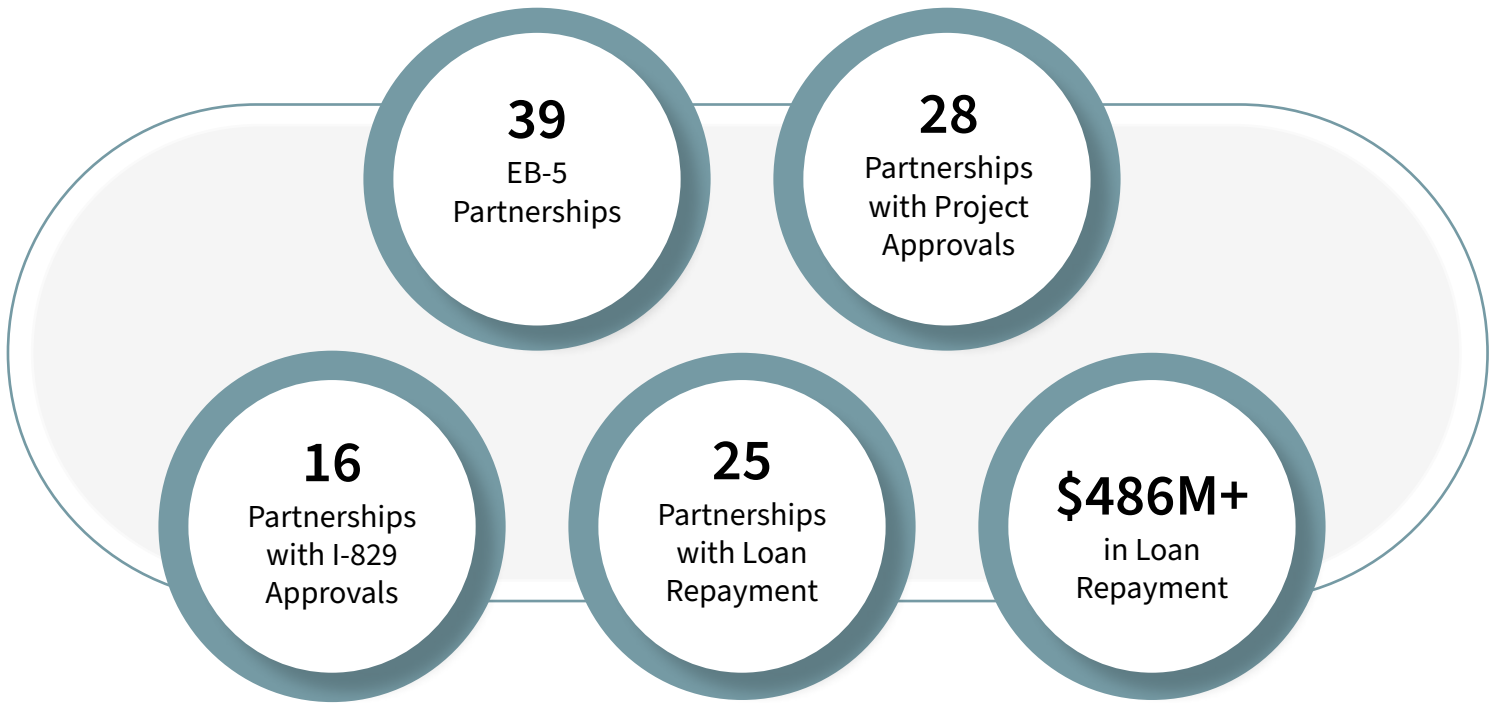 39
EB-5
Partnerships
28
Partnerships
with Project
Approvals
16
Partnerships
with I-829
Approvals
25
Partnerships
with Loan
Repayment
$486M+
in Loan
Repayment